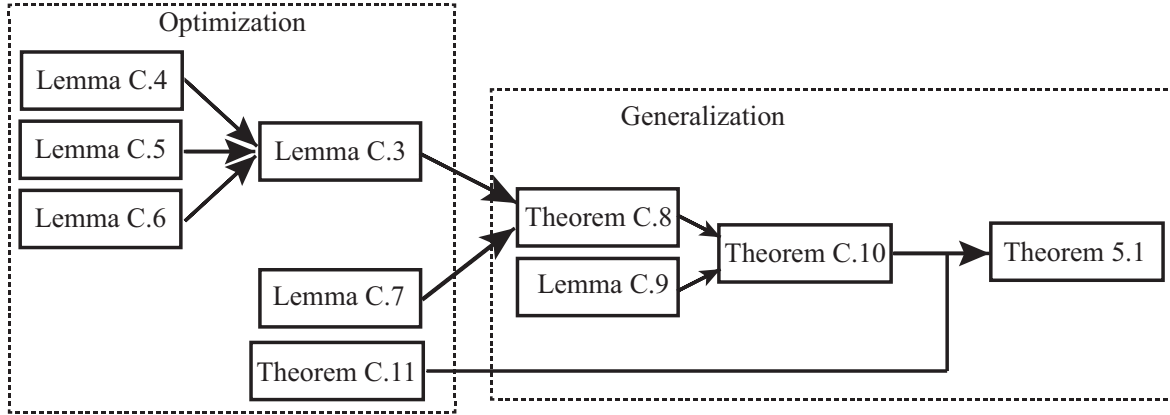 Optimization
Lemma C.4
Lemma C.5
Lemma C.6
Lemma C.3
Lemma C.7
Theorem C.11
Generalization
Theorem C.8
Lemma C.9
Theorem C.10
Theorem 5.1